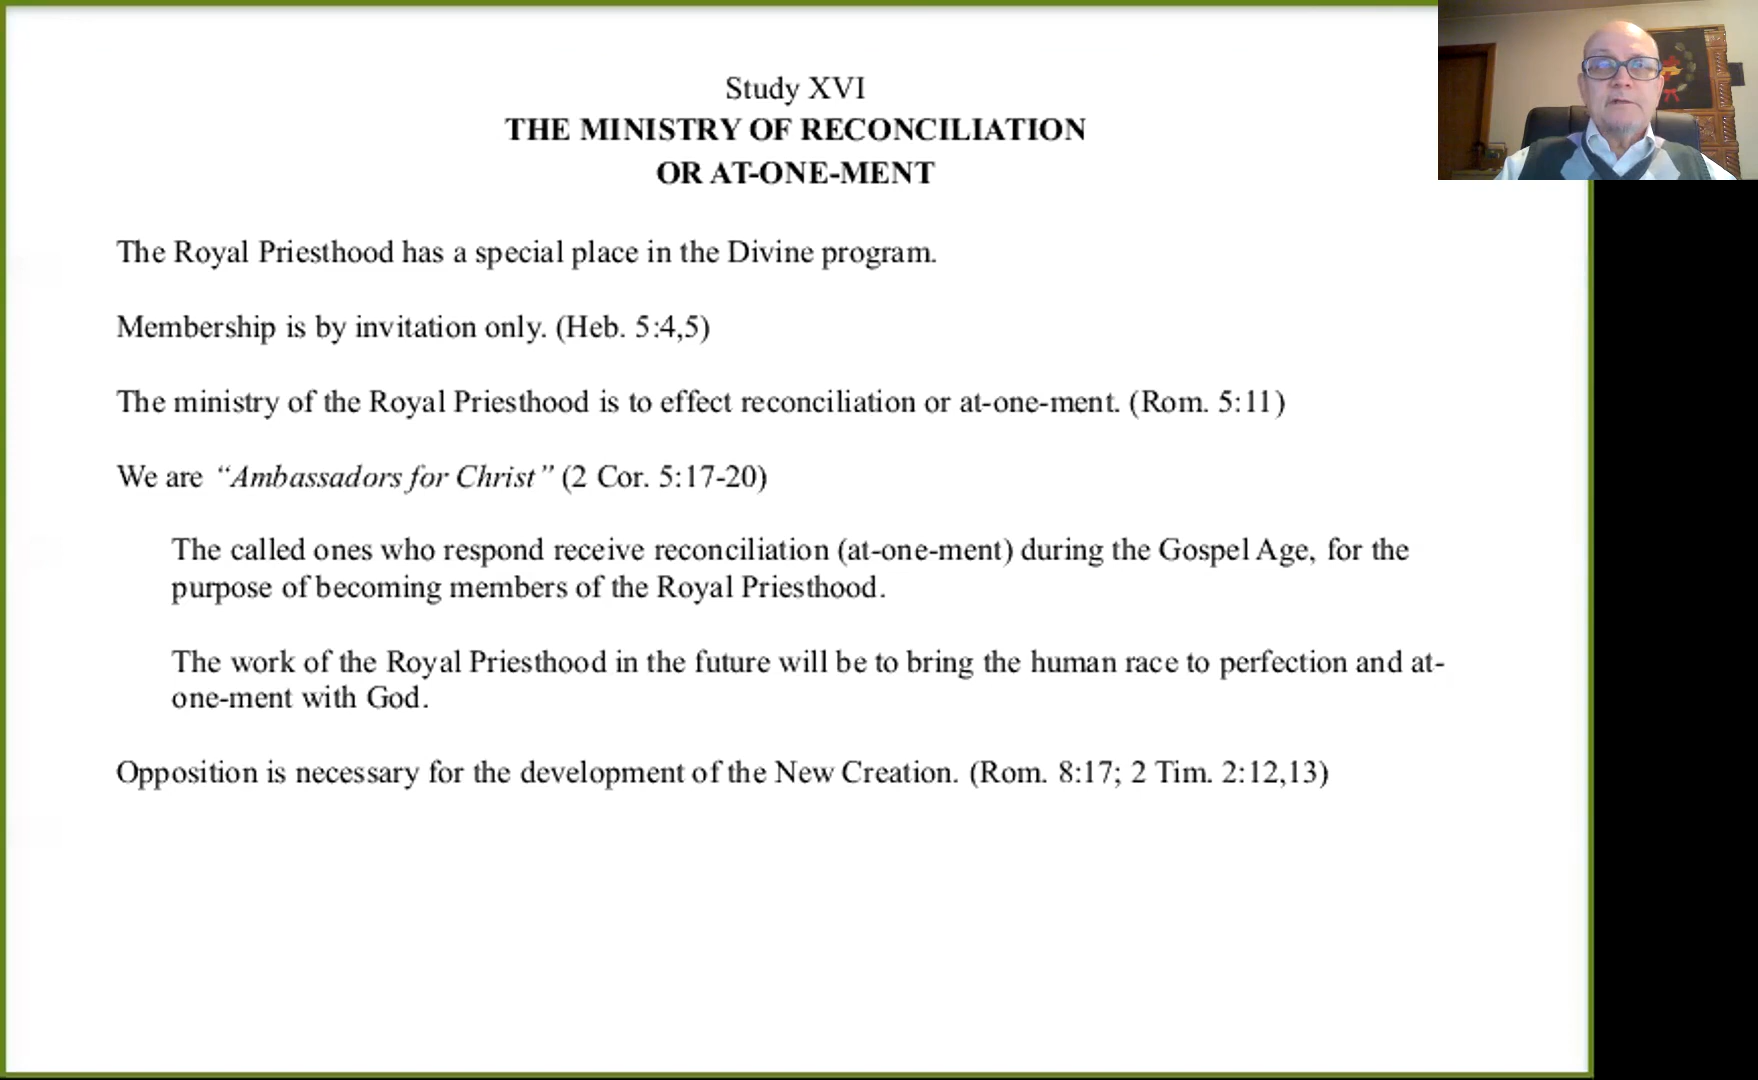 Study XVI
THE MINISTRY OF RECONCILIATION
OR AT-ONE-MENT
The Royal Priesthood has a special place in the Divine program.
Membership is by invitation only. (Heb. 5:4,5)
The ministry of the Royal Priesthood is to effect reconciliation or at-one-ment. (Rom. 5:11)
We are “Ambassadors for Christ” (2 Cor. 5:17-20)
The called ones who respond receive reconciliation (at-one-ment) during the Gospel Age, for the
purpose of becoming members of the Royal Priesthood.
The work of the Royal Priesthood in the future will be to bring the human race to perfection and at-
one-ment with God.
Opposition is necessary for the development of the New Creation. (Rom. 8:17; 2 Tim. 2:12,13)